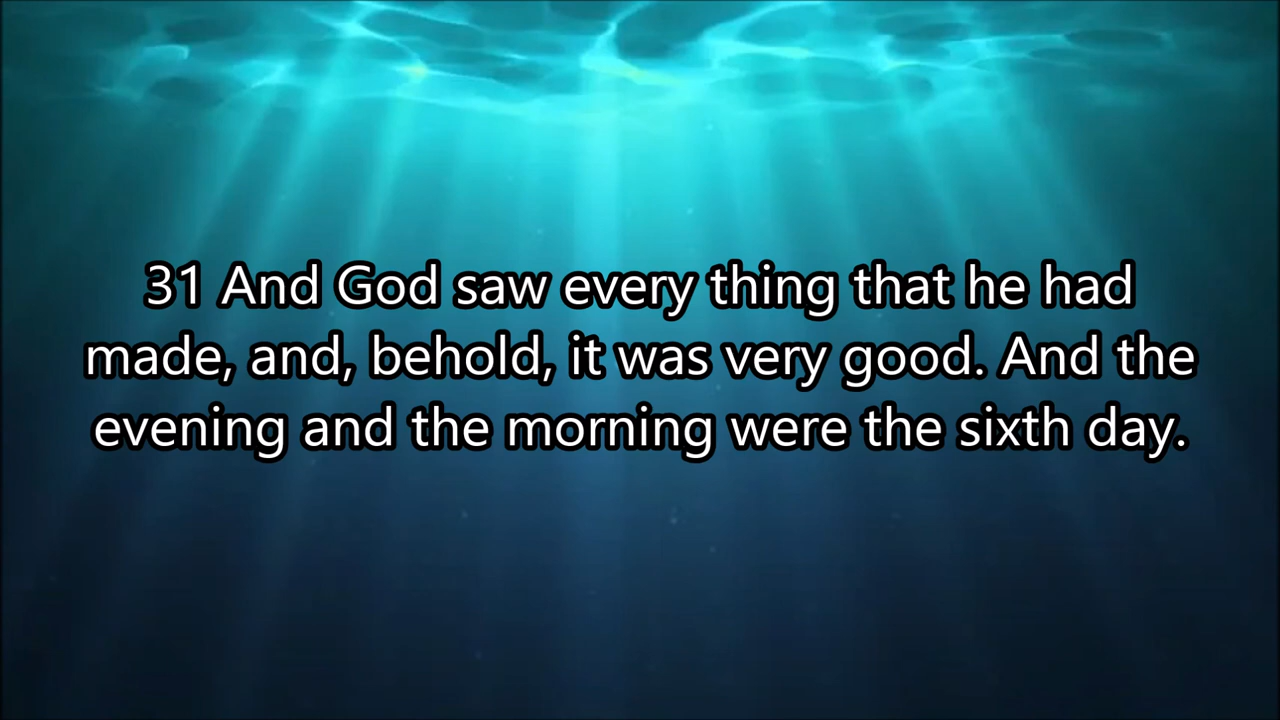 31 And God saw every thing that he had
made, and, behold, it was very good. And the
evening and the morning were the sixth day.